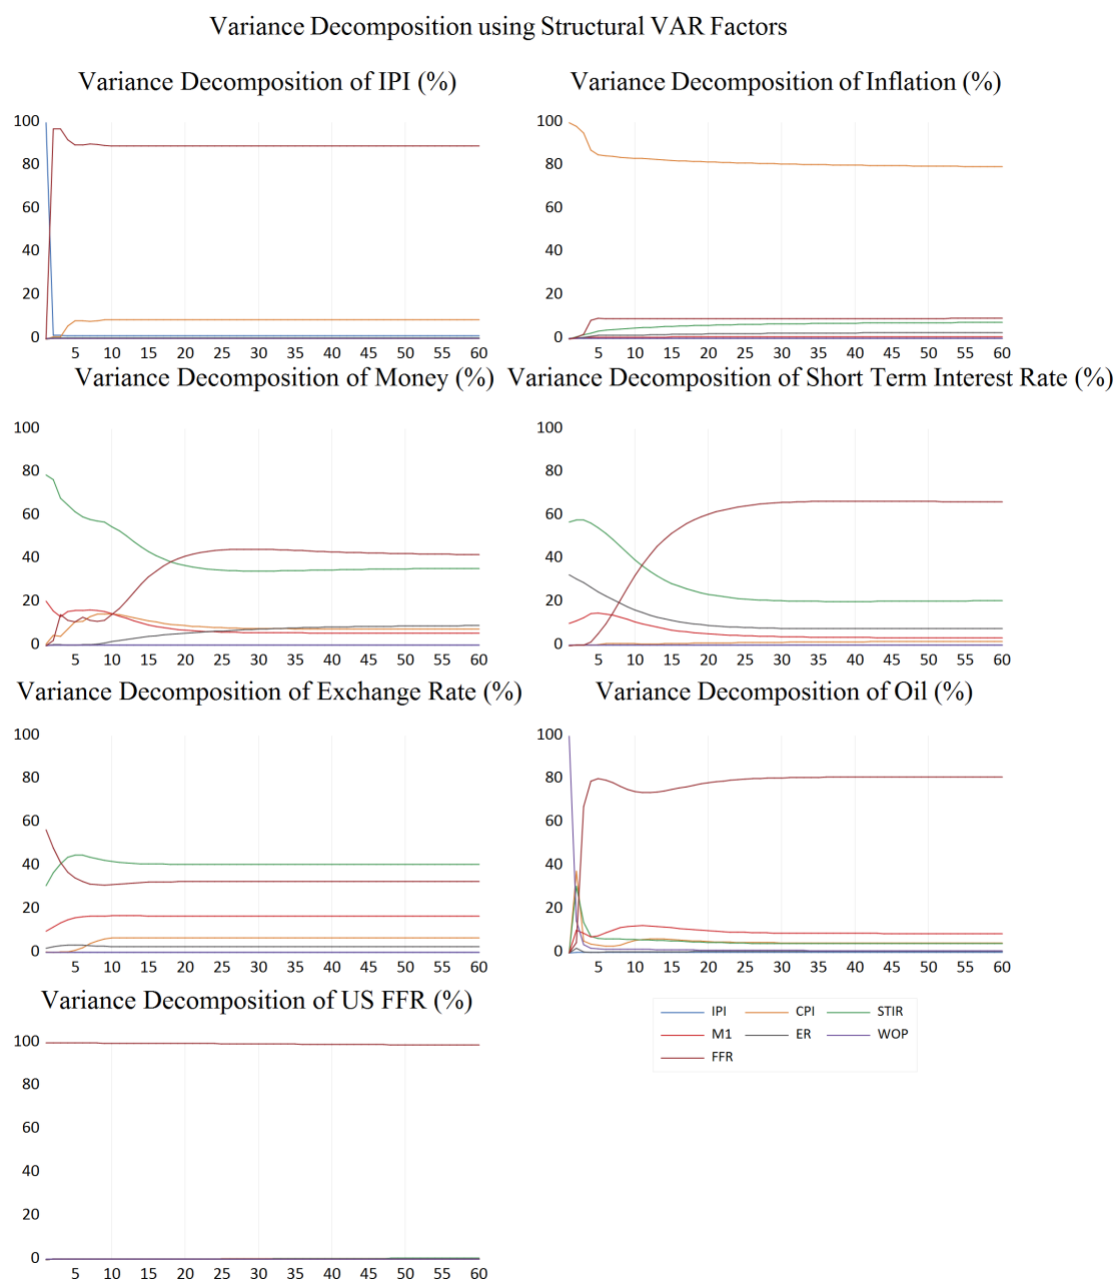 Variance Decomposition using Structural VAR Factors
Variance Decomposition of IPI (%)
100
80
60
40
20
0
5 10 15 20 25 30 35 40 45 50 55 60
Variance Decomposition of Inflation (%)
100
80
60
40
20
0
5 10 15 20 25 30 35 40 45 50 55 60
Variance Decomposition of Money (%)
100
80
60
40
20
0
5 10 15 20 25 30 35 40 45 50 55 60
Variance Decomposition of Short Term Interest Rate (%)
100
80
60
40
20
0
5 10 15 20 25 30 35 40 45 50 55 60
Variance Decomposition of Exchange Rate (%)
100
80
60
40
20
0
5 10 15 20 25 30 35 40 45 50 55 60
Variance Decomposition of Oil (%)
100
80
60
40
20
0
5 10 15 20 25 30 35 40 45 50 55 60
Variance Decomposition of US FFR (%)
100
80
60
40
20
0
5 10 15 20 25 30 35 40 45 50 55 60
IPI CPI STIR
M1 ER WOP
FFR